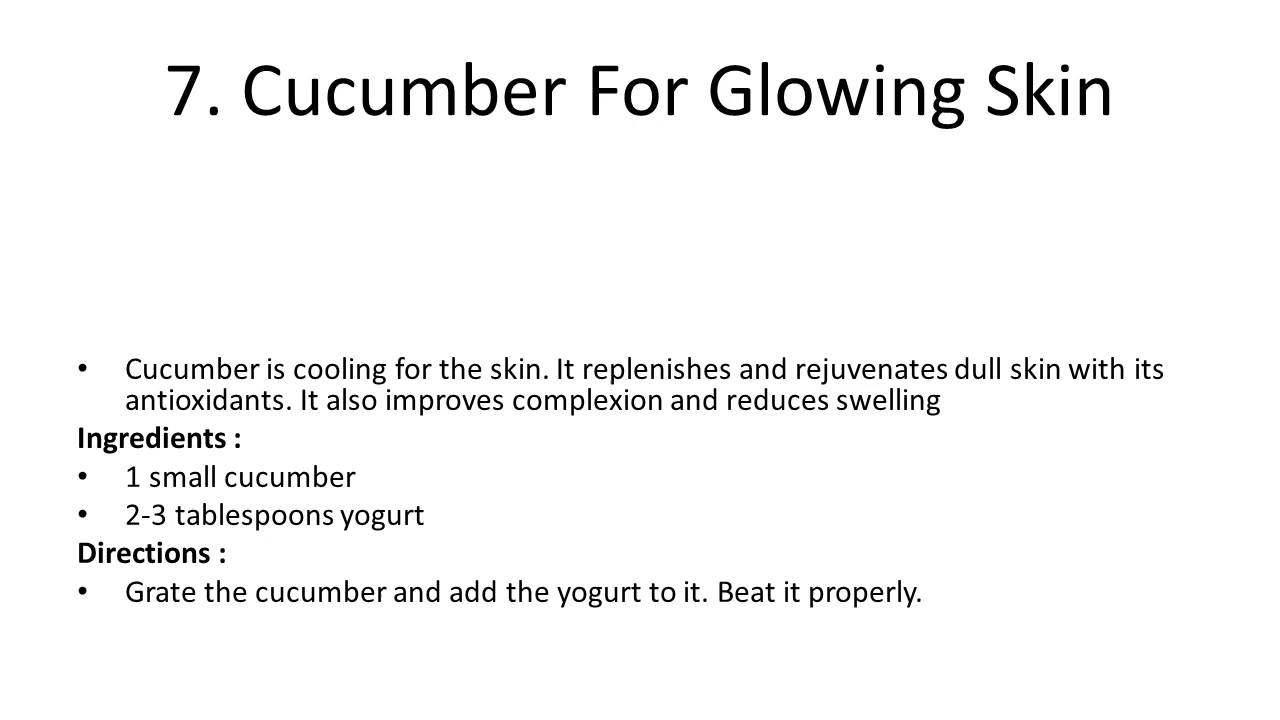 7. Cucumber For Glowing Skin
• Cucumber is cooling for the skin. It replenishes and rejuvenates dull skin with its
antioxidants. It also improves complexion and reduces swelling
Ingredients :
• 1 small cucumber
• 2-3 tablespoons yogurt
Directions :
• Grate the cucumber and add the yogurt to it. Beat it properly.